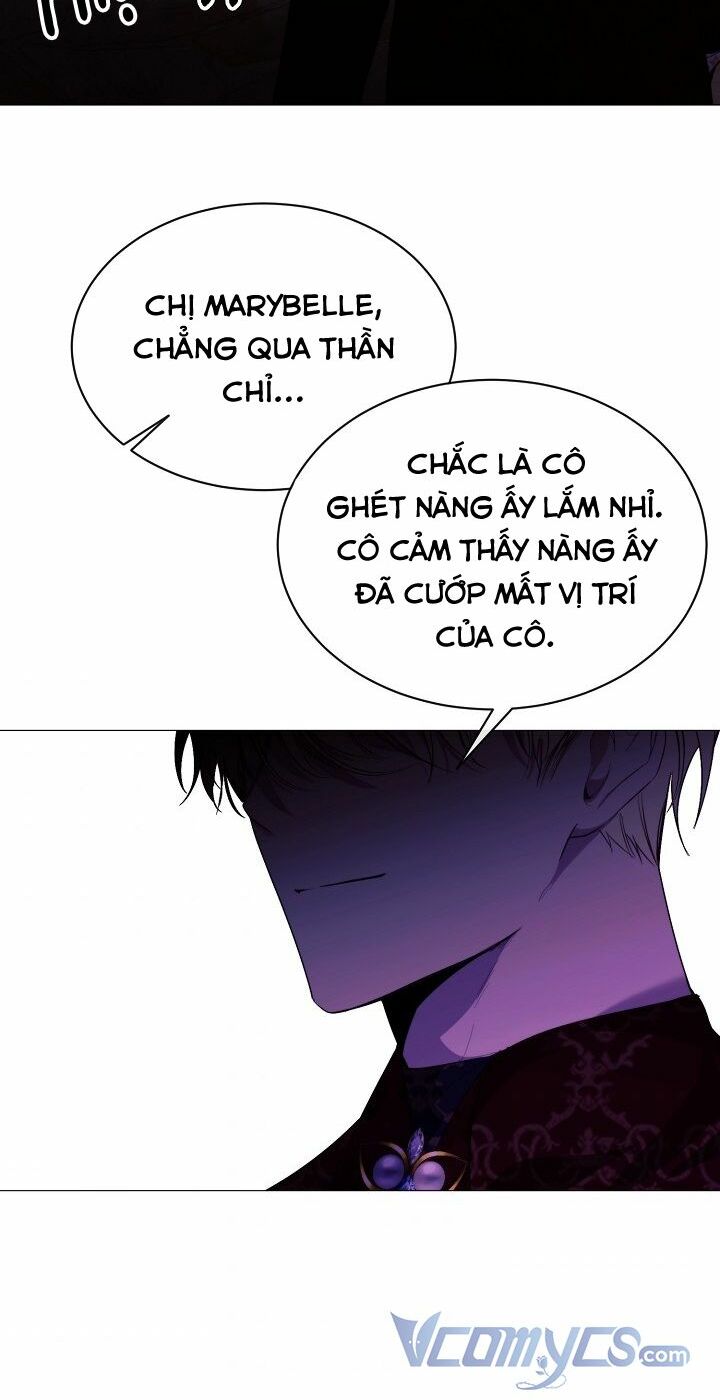 CHỊ MARYBELLE,
CHẲNG QUA THẦN
CHỈ...
CHẮC LÀ CÔ
GHÉT NÀNG ẤY LẮM NHỈ.
CÔ CẢM THẤY NÀNG ẤY
ĐÃ CƯỚP MẤT VỊ TRÍ
CỦA CÔ.
VCOMYCS.com